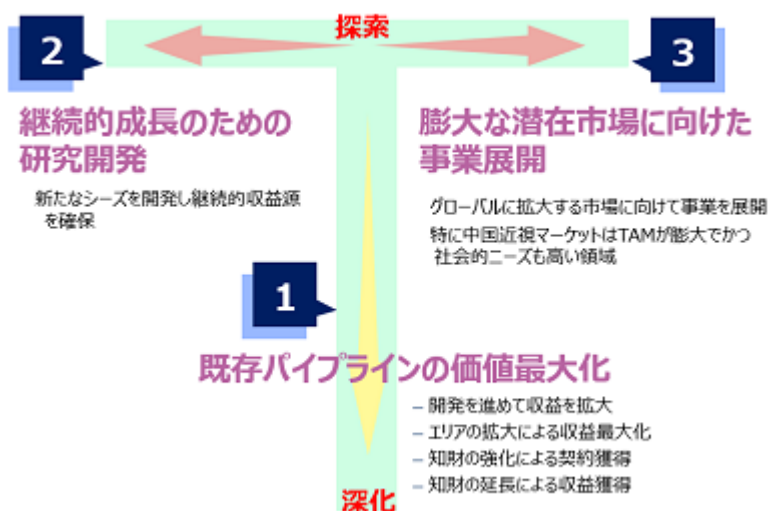 探索
2
3
継続的成長のための
研究開発
新たなシーズを開発し継続的収益源
を確保
膨大な潜在市場に向けた
事業展開
グローバルに拡大する市場に向けて事業を展開
特に中国近視マーケットはTAMが膨大でかつ
社会的ニーズも高い領域
1
既存パイプラインの価値最大化
– 開発を進めて収益を拡大
– エリアの拡大による収益最大化
– 知財の強化による契約獲得
– 知財の延長による収益獲得
深化